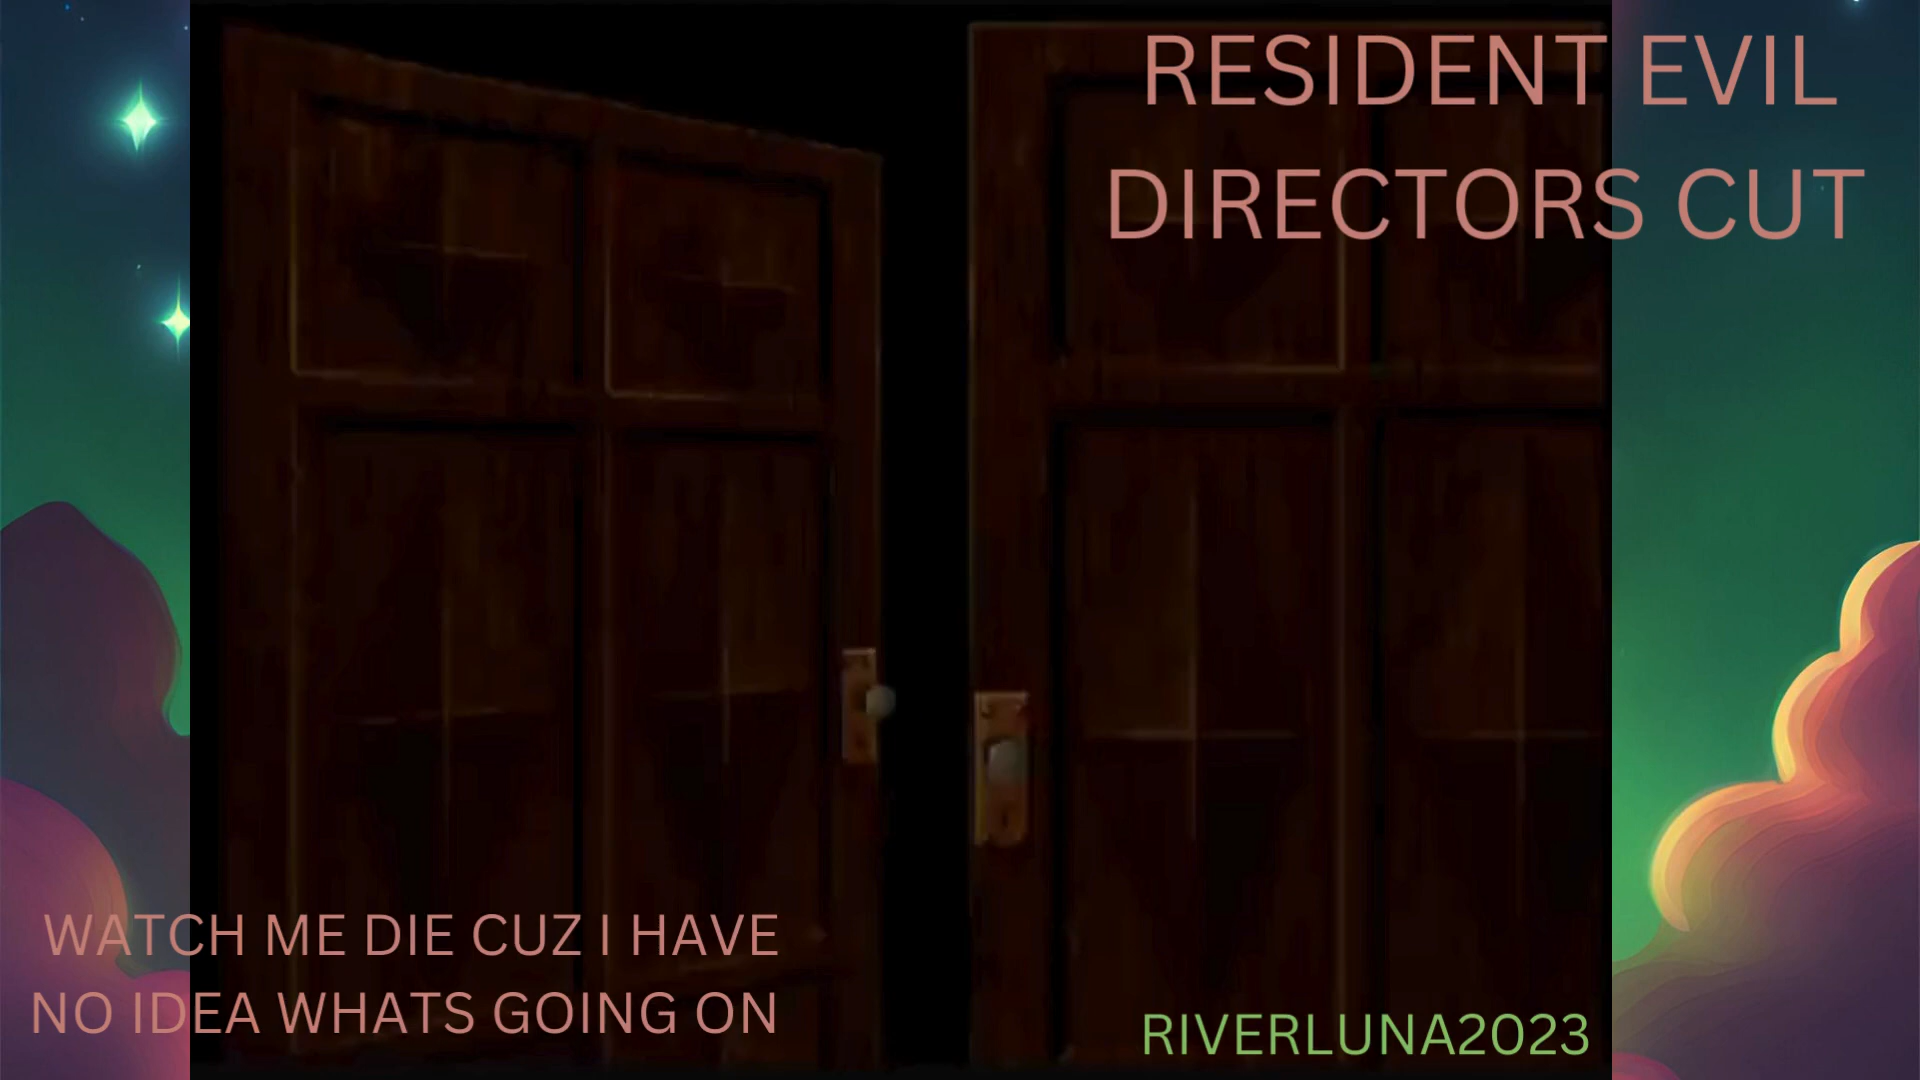 RESIDENT EVIL
DIRECTORS CUT
WATCH ME DIE CUZ I HAVE
NO IDEA WHATS GOING ON
RIVERLUNA2023